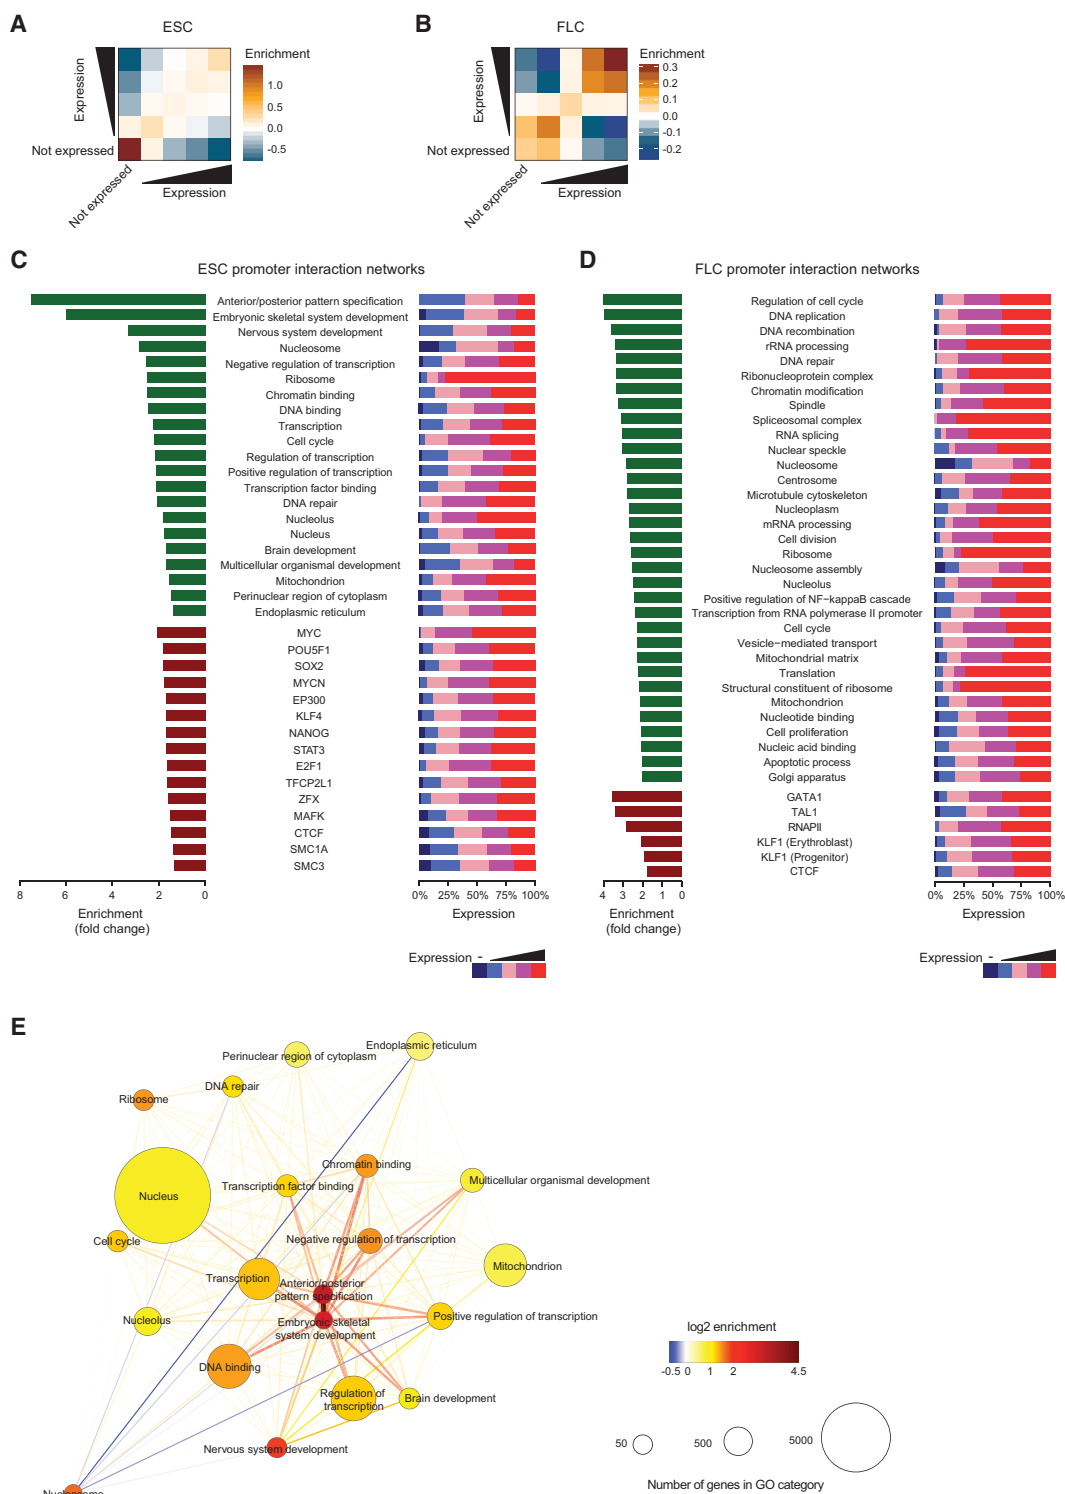 A
ESC
Expression
Not expressed
Not expressed
Expression
Enrichment
1.0
0.5
0.0
-0.5
B
FLC
Expression
Not expressed
Not expressed
Expression
Enrichment
0.3
0.2
0.1
0.0
-0.1
-0.2
C
ESC promoter interaction networks
Anterior/posterior pattern specification
Embryonic skeletal system development
Nervous system development
Nucleosome
Negative regulation of transcription
Ribosome
Chromatin binding
DNA binding
Transcription
Cell cycle
Regulation of transcription
Positive regulation of transcription
Transcription factor binding
DNA repair
Nucleolus
Nucleus
Brain development
Multicellular organismal development
Mitochondrion
Perinuclear region of cytoplasm
Endoplasmic reticulum
MYC
POU5F1
SOX2
MYCN
EP300
KLF4
NANOG
STAT3
E2F1
TFCP2L1
ZFX
MAFK
CTCF
SMC1A
SMC3
8 6 4 2 0
Enrichment
(fold change)
0% 25% 50% 75% 100%
Expression
Expression -
D
FLC promoter interaction networks
Regulation of cell cycle
DNA replication
DNA recombination
rRNA processing
DNA repair
Ribonucleoprotein complex
Chromatin modification
Spindle
Spliceosomal complex
RNA splicing
Nuclear speckle
Nucleosome
Centrosome
Microtubule cytoskeleton
Nucleoplasm
mRNA processing
Cell division
Ribosome
Nucleosome assembly
Nucleolus
Positive regulation of NF−kappaB cascade
Transcription from RNA polymerase II promoter
Cell cycle
Vesicle−mediated transport
Mitochondrial matrix
Translation
Structural constituent of ribosome
Mitochondrion
Nucleotide binding
Cell proliferation
Nucleic acid binding
Apoptotic process
Golgi apparatus
GATA1
TAL1
RNAPII
KLF1 (Erythroblast)
KLF1 (Progenitor)
CTCF
4 3 2 1 0
Enrichment
(fold change)
0% 25% 50% 75% 100%
Expression
Expression -
E
Endoplasmic reticulum
Perinuclear region of cytoplasm
DNA repair
Ribosome
Chromatin binding
Transcription factor binding
Multicellular organismal development
Nucleus
Cell cycle
Negative regulation of transcription
Mitochondrion
Transcription
Anterior/posterior
pattern specification
Nucleolus
Embryonic skeletal
system development
Positive regulation of transcription
DNA binding
Regulation of
transcription
Brain development
Nervous system development
Nucleosome
log2 enrichment
-0.5 0 1 2 4.5
50
500
5000
Number of genes in GO category